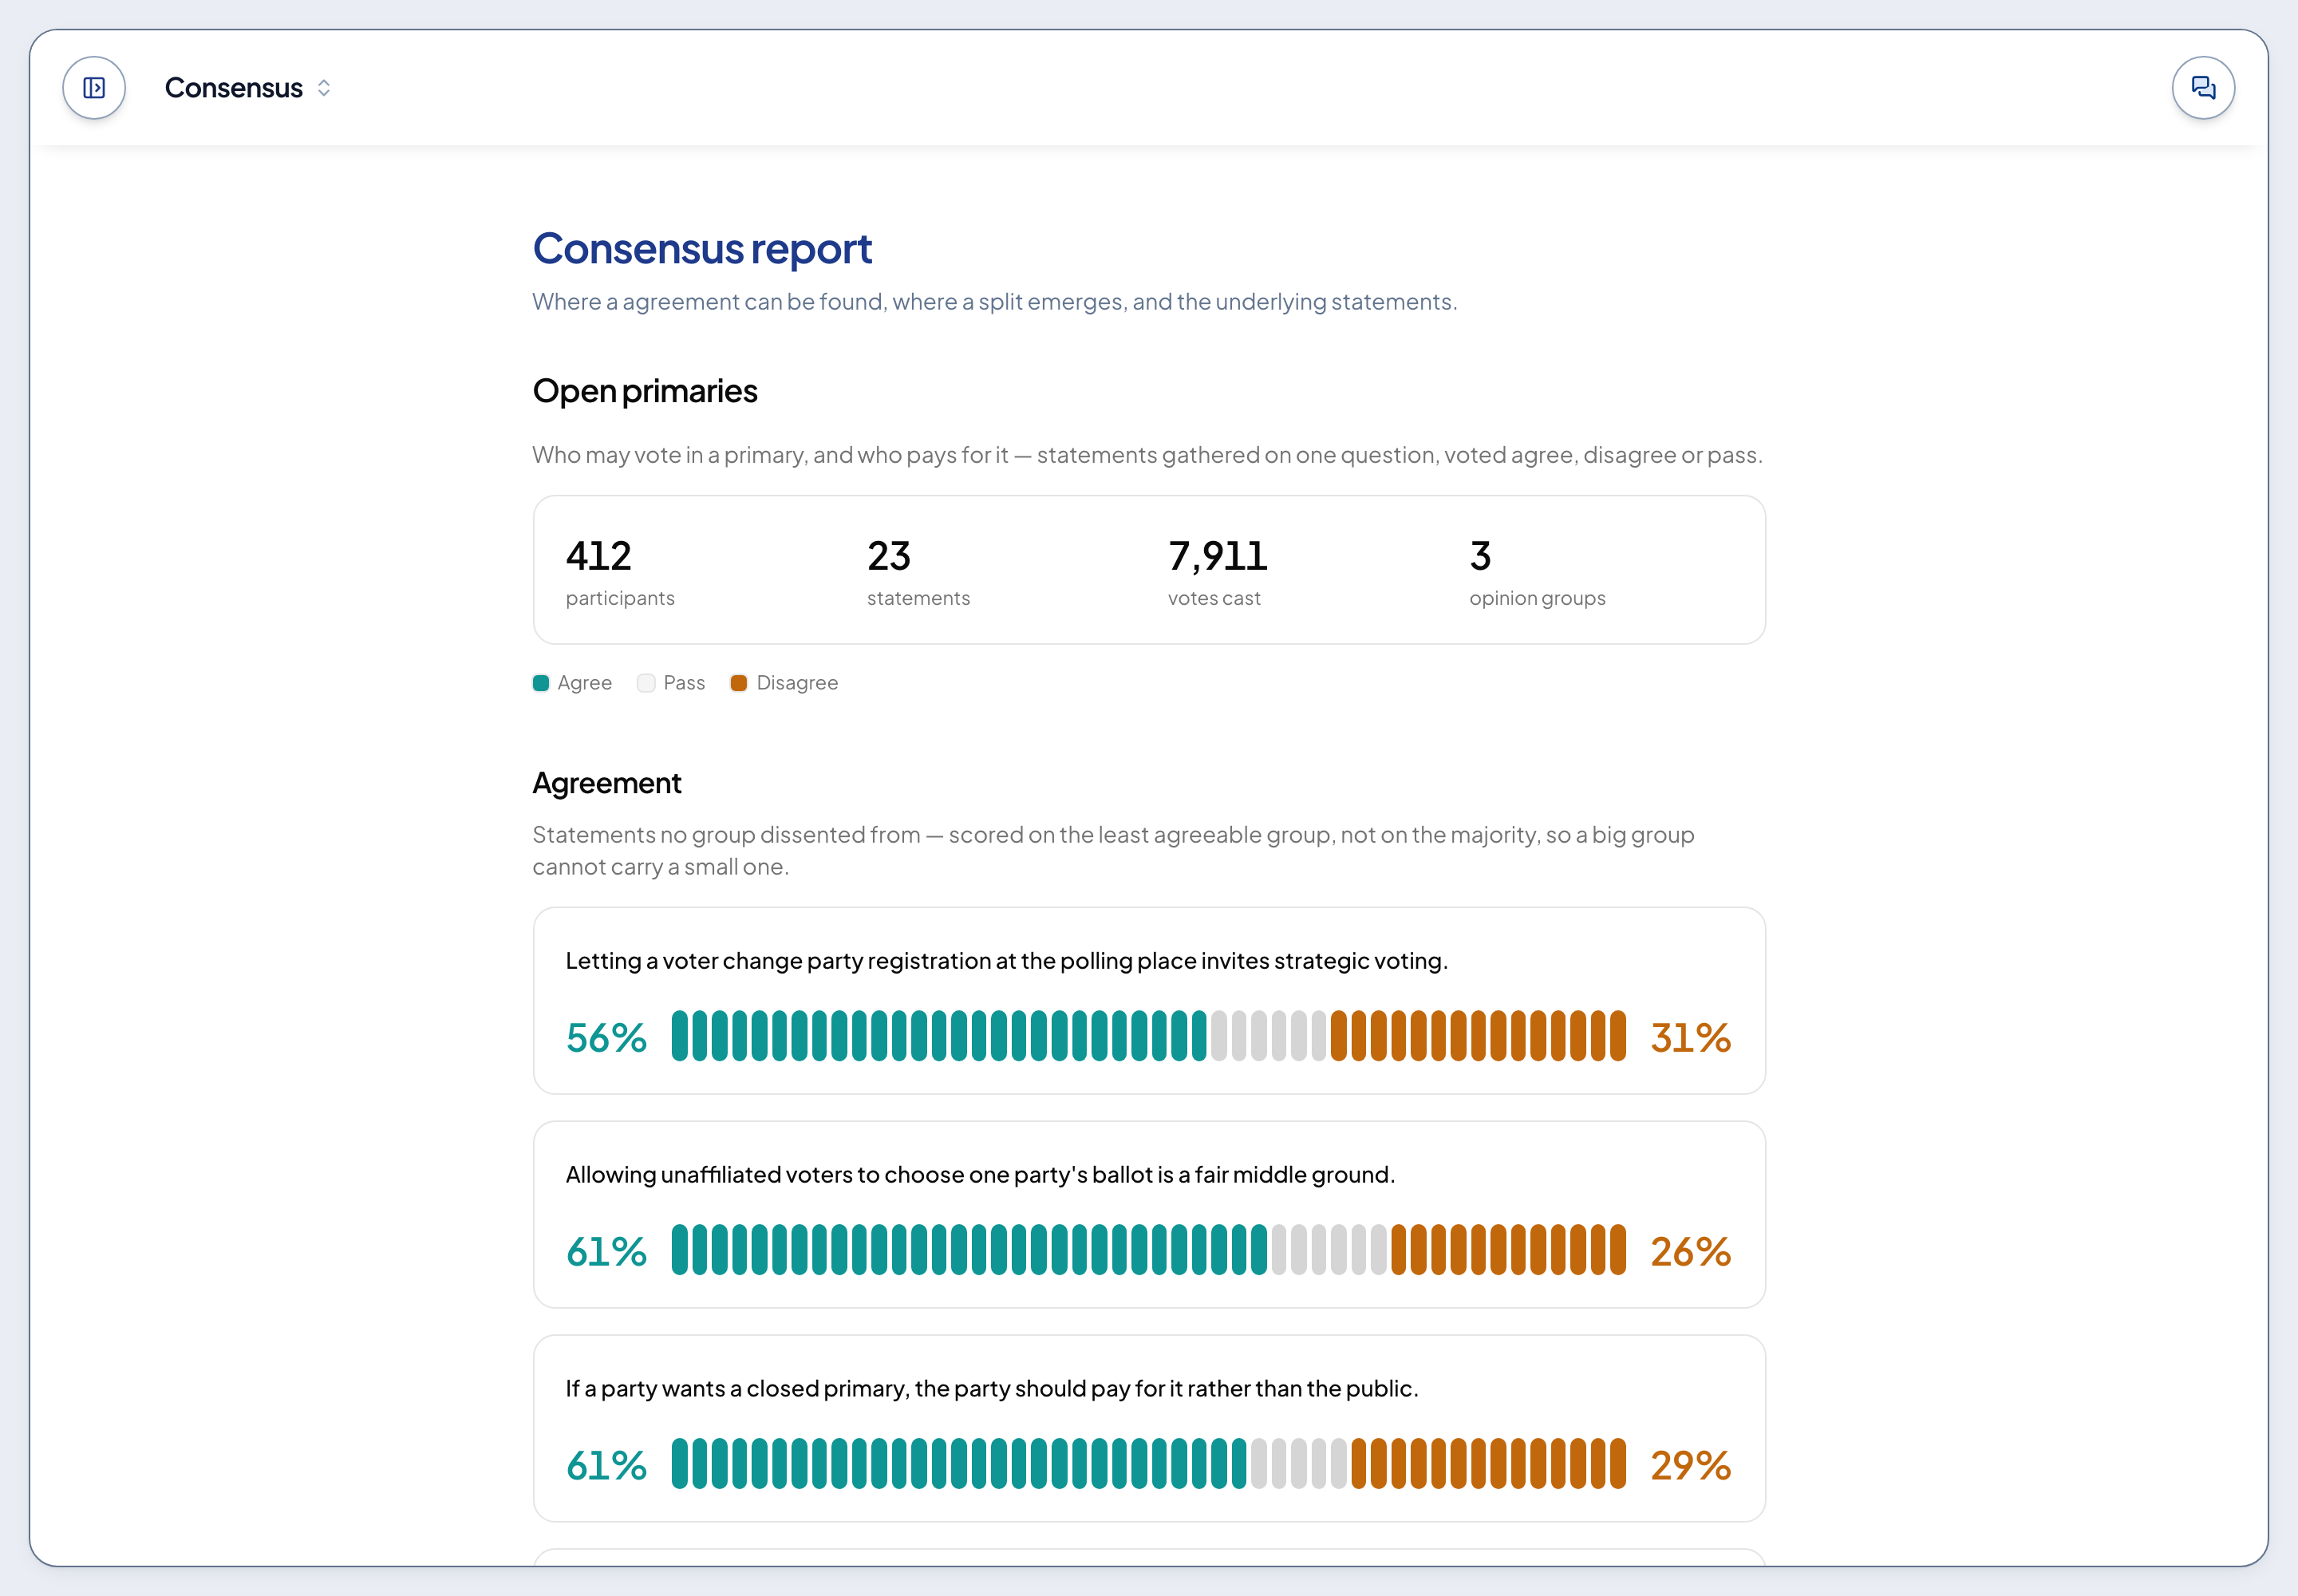 Consensus
Consensus report
Where a agreement can be found, where a split emerges, and the underlying statements.
Open primaries
Who may vote in a primary, and who pays for it — statements gathered on one question, voted agree, disagree or pass.
412 23 7,911 3
participants statements votes cast opinion groups
Agree Pass Disagree
Agreement
Statements no group dissented from — scored on the least agreeable group, not on the majority, so a big group
cannot carry a small one.
Letting a voter change party registration at the polling place invites strategic voting.
56% 31%
Allowing unaffiliated voters to choose one party's ballot is a fair middle ground.
61% 26%
If a party wants a closed primary, the party should pay for it rather than the public.
61% 29%